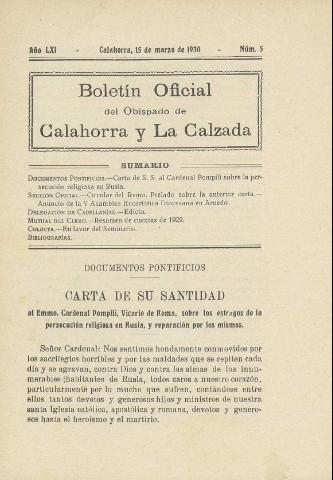 Año LXI - Calahorra, 15 de marzo de 1930 - Núm. 5
Boletín Oficial
del Obispado de
Calahorra y La Calzada
SUMARIO
DOCUMENTOS PONTIFICIOS.—Carta de S. S. al Cardenal Pompili sobre la per-
secución religiosa en Rusia.
SECCIÓN OFICIAL.—Circular del Rvmo. Prelado sobre la anterior carta.—
Anuncio de la V Asamblea Eucarística Diocesana en Arnedo.
DELEGACIÓN DE CAPELLANÍAS.—Edicto.
MUTUAL DEL CLERO.—Resumen de cuentas de 1929.
COLECTA.—En favor del Seminario.
BIBLIOGRAFÍAS.
DOCUMENTOS PONTIFICIOS
CARTA DE SU SANTIDAD
al Emmo. Cardenal Pompili, Vicario de Roma, sobre los estragos de la
persecución religiosa en Rusia, y reparación por los mismos.
Señor Cardenal: Nos sentimos hondamente conmovidos por
los sacrilegios horribles y por las maldades que se repiten cada
día y se agravan, contra Dios y contra las almas de los innu-
merables habitantes de Rusia, todos caros a nuestro corazón,
particularmente por lo mucho que sufren, contándose entre
ellos tantos devotos y generosos hijos y ministros de nuestra
santa Iglesia católica, apostólica y romana, devotos y genero-
sos hasta el heroísmo y el martirio.